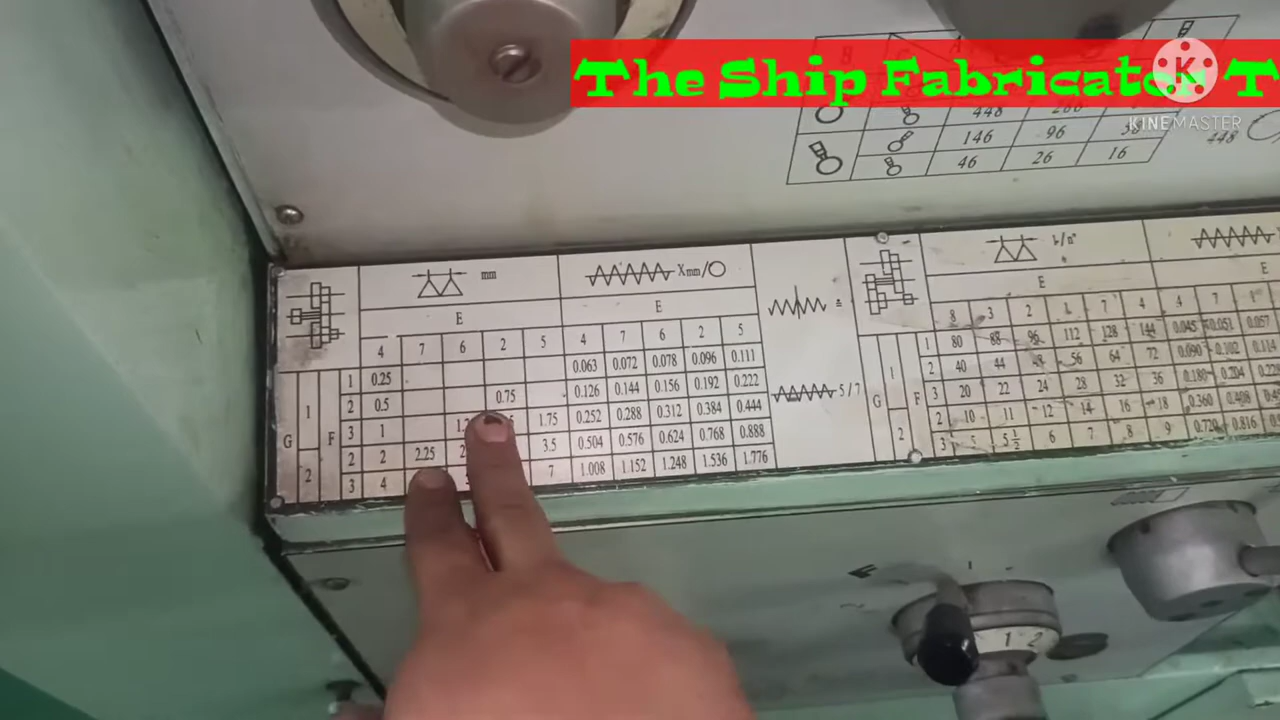 The Ship Fabricator T
KINEMASTER
448
146 96
46 26 16
448
mm
E
4 7 6 2 5
G F
1 1 0.25
2 0.5 0.75
3 1 1.75
2 2 2.25 3.5
3 4 7
X mm/O
E
4 7 6 2 5
0.063 0.072 0.078 0.096 0.111
0.126 0.144 0.156 0.192 0.222
0.252 0.288 0.312 0.384 0.444
0.504 0.576 0.624 0.768 0.888
1.008 1.152 1.248 1.536 1.776
5/7
E
8 3 2 7 4
G F
1 1 80 88 96 112 128 144
2 40 44 48 56 64 72
3 20 22 24 28 32 36
2 2 10 11 12 14 16 18
3 5 5½ 6 7 8 9
E
4 7
0.045 0.051 0.057
0.090 0.102 0.114
0.180 0.204
0.360 0.408
0.720 0.816
1 2